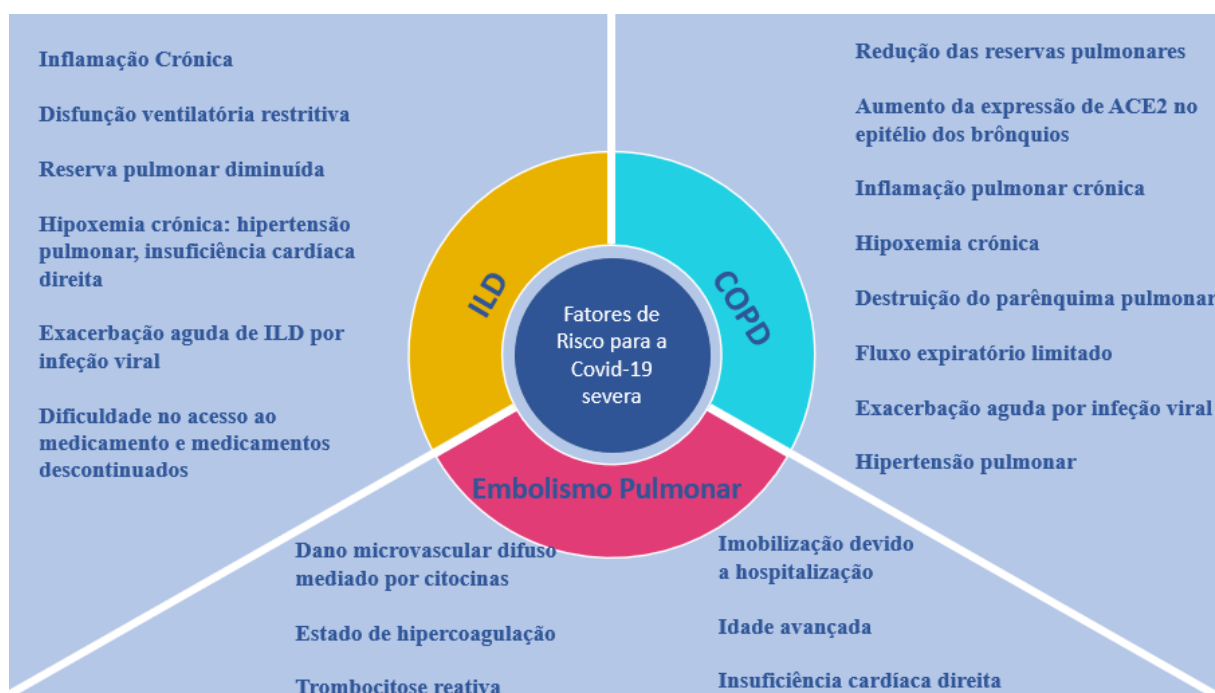 Inflamação Crónica
Disfunção ventilatória restritiva
Reserva pulmonar diminuída
Hipoxemia crónica: hipertensão
pulmonar, insuficiência cardíaca
direita
Exacerbação aguda de ILD por
infeção viral
Dificuldade no acesso ao
medicamento e medicamentos
descontinuados
ILD
Fatores de
Risco para a
Covid-19
severa
COPD
Redução das reservas pulmonares
Aumento da expressão de ACE2 no
epitélio dos brônquios
Inflamação pulmonar crónica
Hipoxemia crónica
Destruição do parênquima pulmonar
Fluxo expiratório limitado
Exacerbação aguda por infeção viral
Hipertensão pulmonar
Embolismo Pulmonar
Dano microvascular difuso
mediado por citocinas
Estado de hipercoagulação
Trombocitose reativa
Imobilização devido
a hospitalização
Idade avançada
Insuficiência cardíaca direita